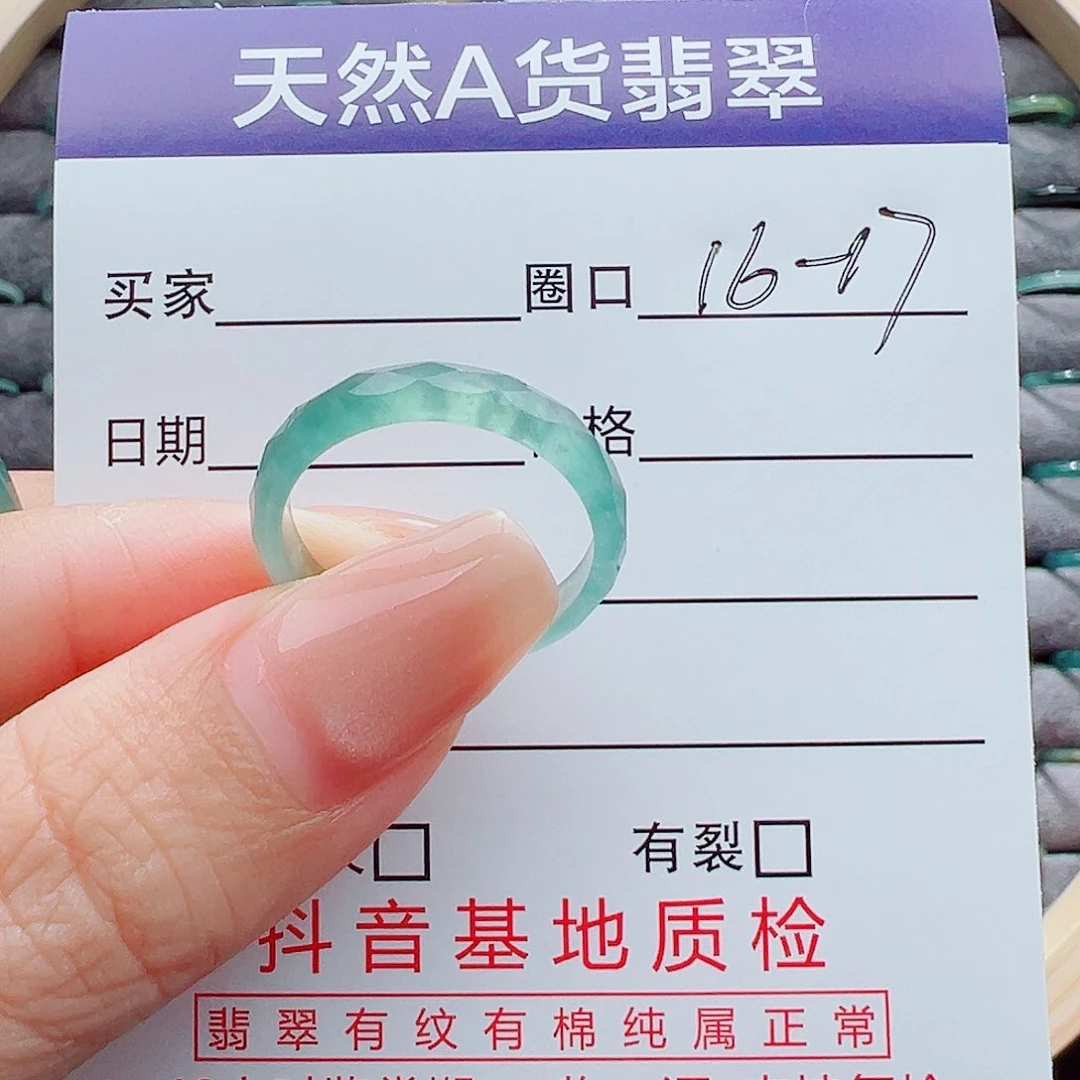 天然A货翡翠
买家 圈口 16-17
日期 格
有裂
抖音基地质检
翡翠有纹有棉纯属正常